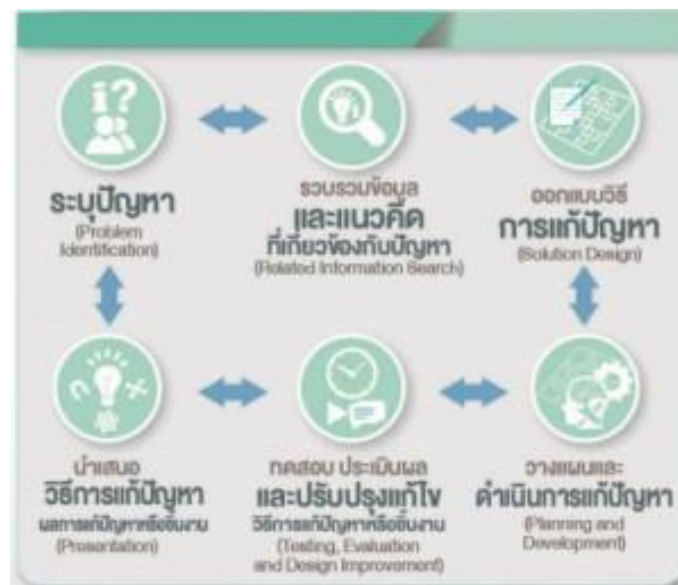 ระบุปัญหา
(Problem
Identification)
รวบรวมข้อมูล
และแนวคิด
ที่เกี่ยวข้องกับปัญหา
(Related Information Search)
ออกแบบวิธี
การแก้ปัญหา
(Solution Design)
นำเสนอ
วิธีการแก้ปัญหา
ผลการแก้ปัญหาหรือชิ้นงาน
(Presentation)
ทดสอบ ประเมินผล
และปรับปรุงแก้ไข
วิธีการแก้ปัญหาหรือชิ้นงาน
(Testing, Evaluation
and Design Improvement)
วางแผนและ
ดำเนินการแก้ปัญหา
(Planning and
Development)